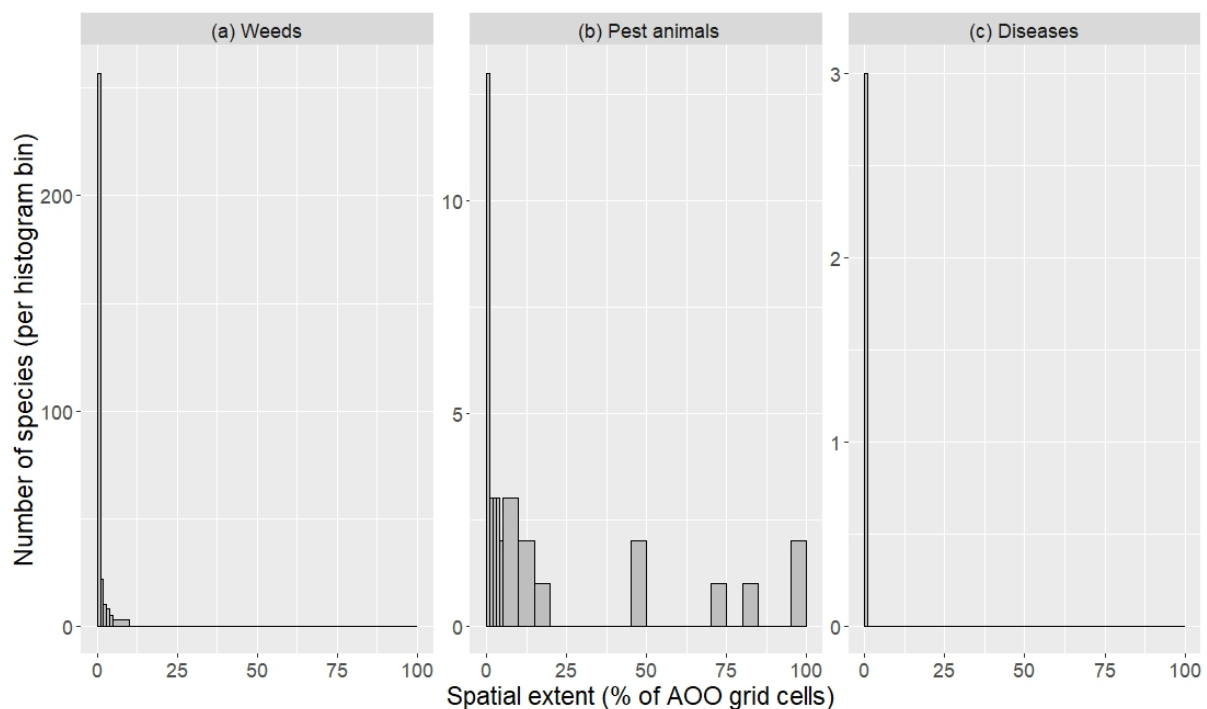 (a) Weeds
(b) Pest animals
(c) Diseases
Number of species (per histogram bin)
200
100
0
10
5
0
3
2
1
0
0 25 50 75 100
0 25 50 75 100
0 25 50 75 100
Spatial extent (% of AOO grid cells)